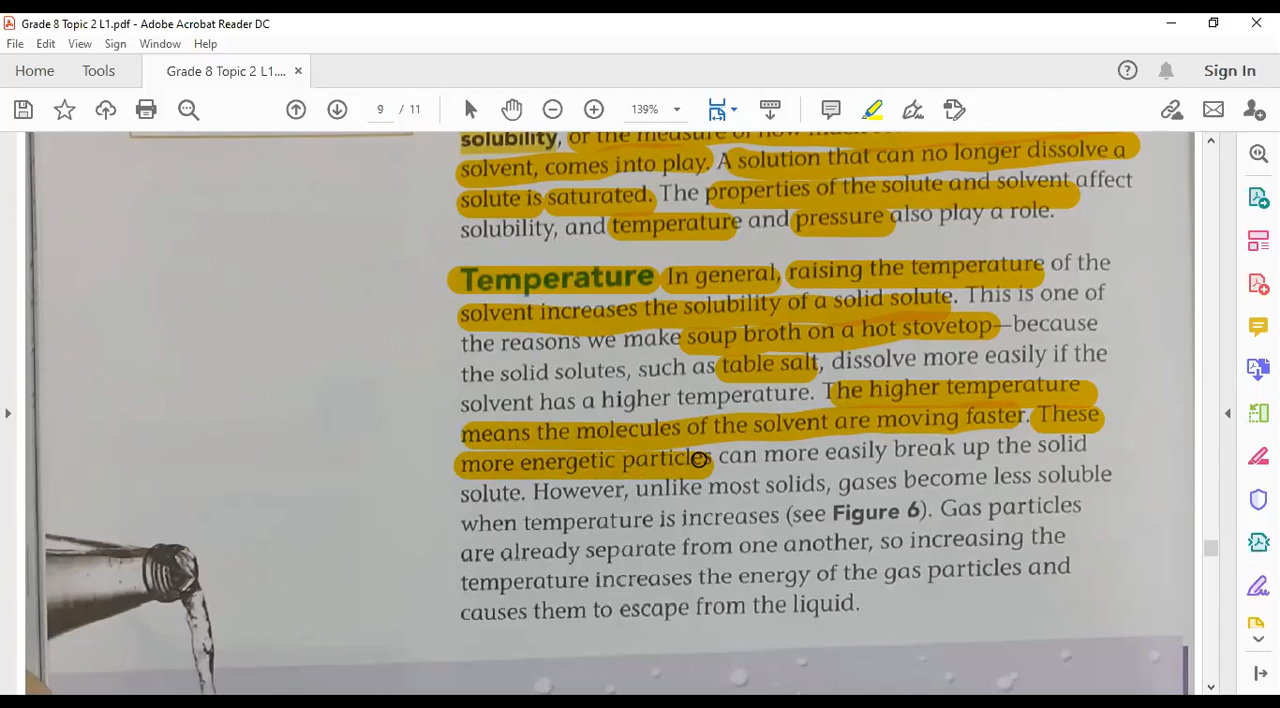 Grade 8 Topic 2 L1.pdf - Adobe Acrobat Reader DC
File Edit View Sign Window Help
Home Tools Grade 8 Topic 2 L1.... × Sign In
9 / 11 139%
solubility, or the measure of how much
solvent, comes into play. A solution that can no longer dissolve a
solute is saturated. The properties of the solute and solvent affect
solubility, and temperature and pressure also play a role.
Temperature In general, raising the temperature of the
solvent increases the solubility of a solid solute. This is one of
the reasons we make soup broth on a hot stovetop—because
the solid solutes, such as table salt, dissolve more easily if the
solvent has a higher temperature. The higher temperature
means the molecules of the solvent are moving faster. These
more energetic particles can more easily break up the solid
solute. However, unlike most solids, gases become less soluble
when temperature is increases (see Figure 6). Gas particles
are already separate from one another, so increasing the
temperature increases the energy of the gas particles and
causes them to escape from the liquid.